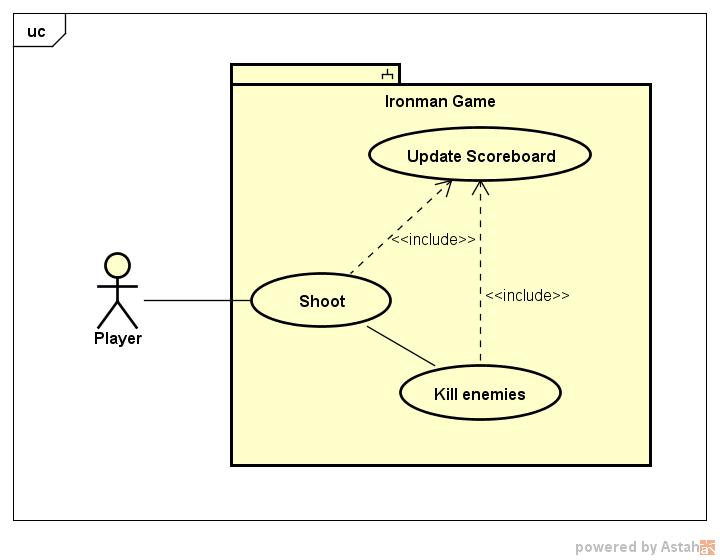 uc
Ironman Game
Update Scoreboard
<<include>>
Shoot
<<include>>
Player
Kill enemies
powered by Astah